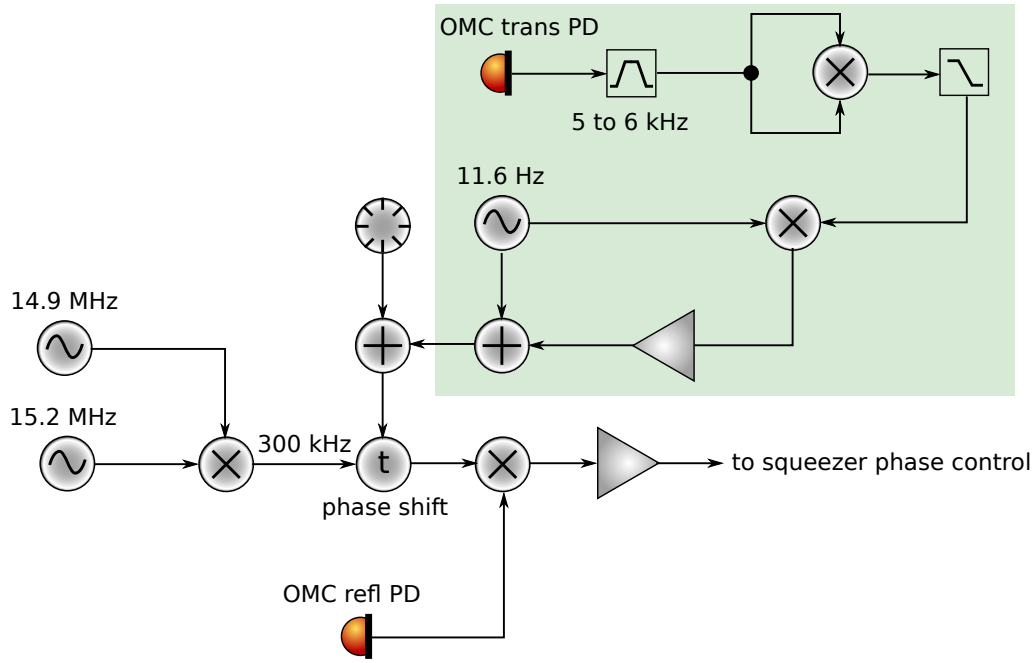 OMC trans PD
5 to 6 kHz
11.6 Hz
14.9 MHz
15.2 MHz
300 kHz
t
phase shift
to squeezer phase control
OMC refl PD